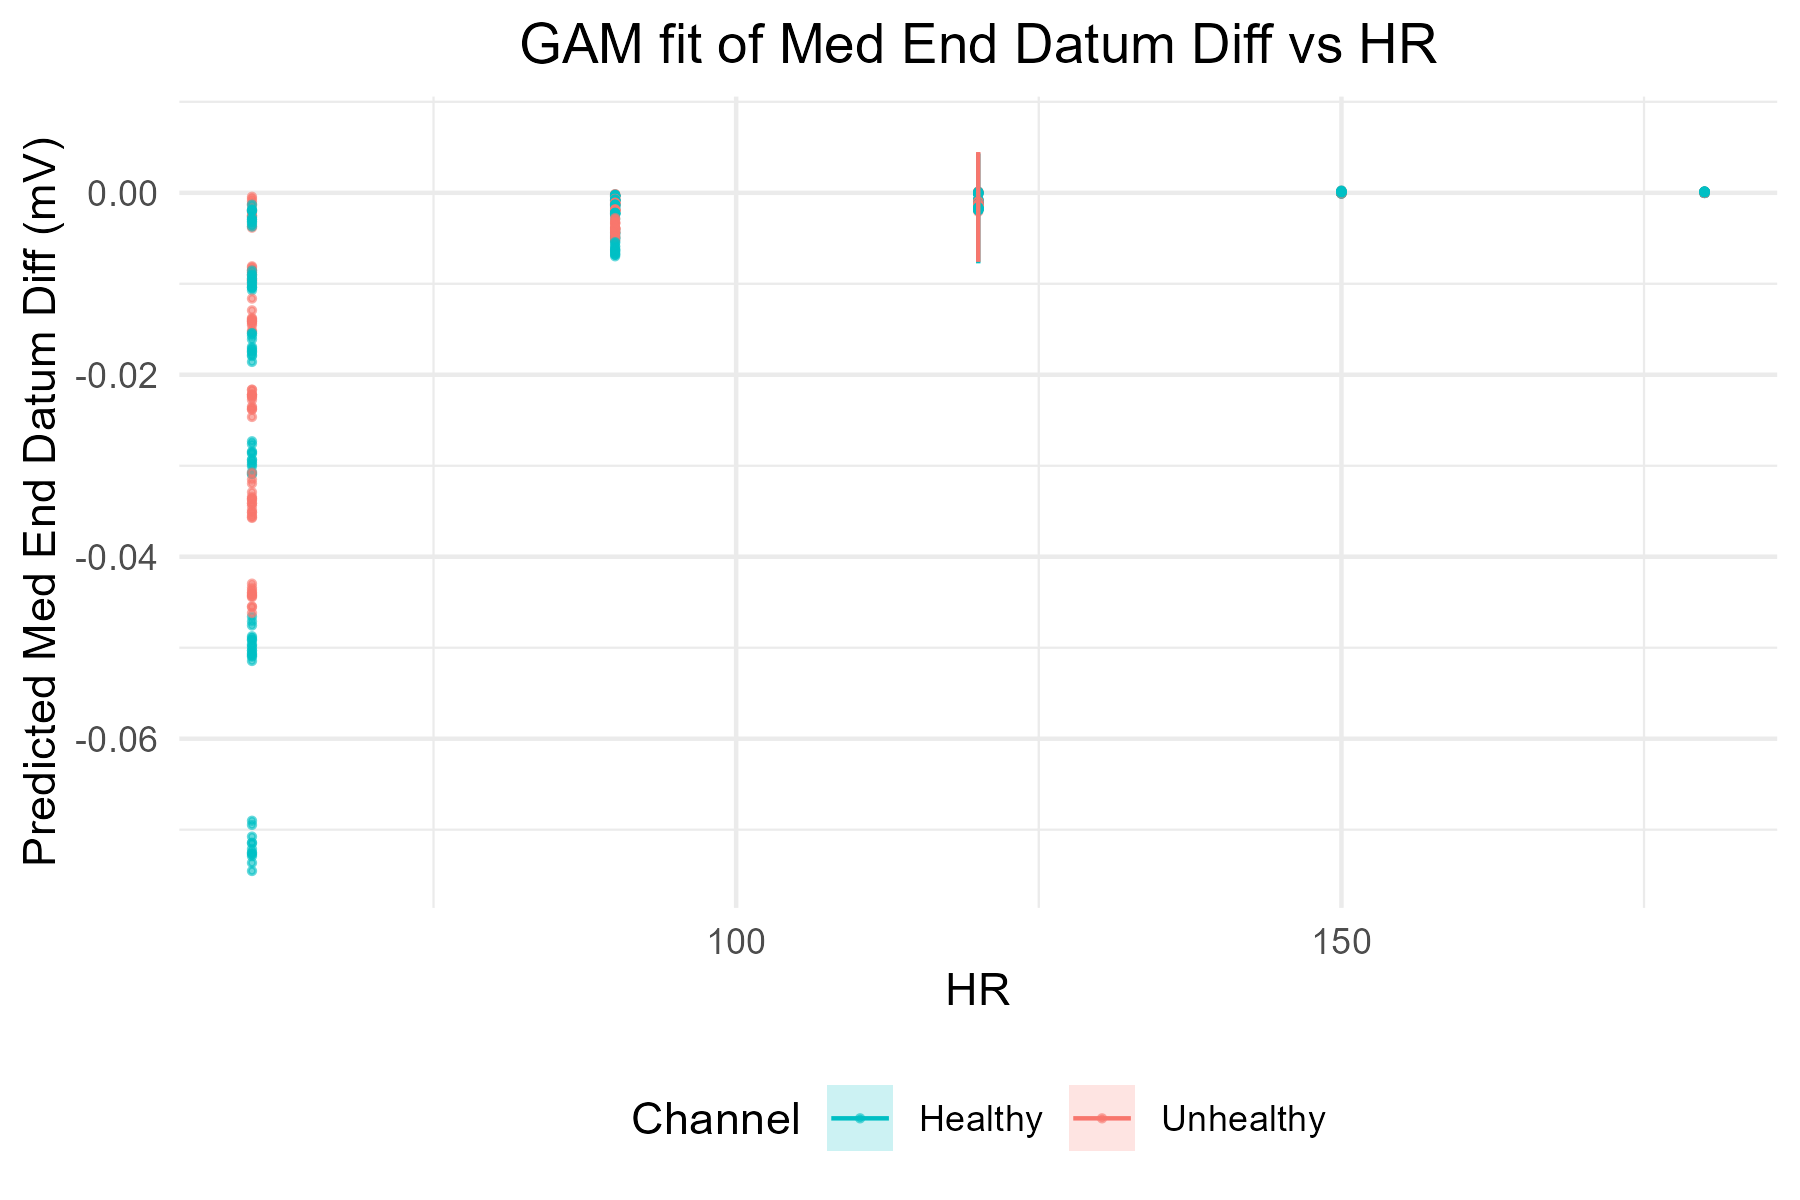 GAM fit of Med End Datum Diff vs HR
Predicted Med End Datum Diff (mV)
0.00
-0.02
-0.04
-0.06
100
150
HR
Channel
Healthy
Unhealthy